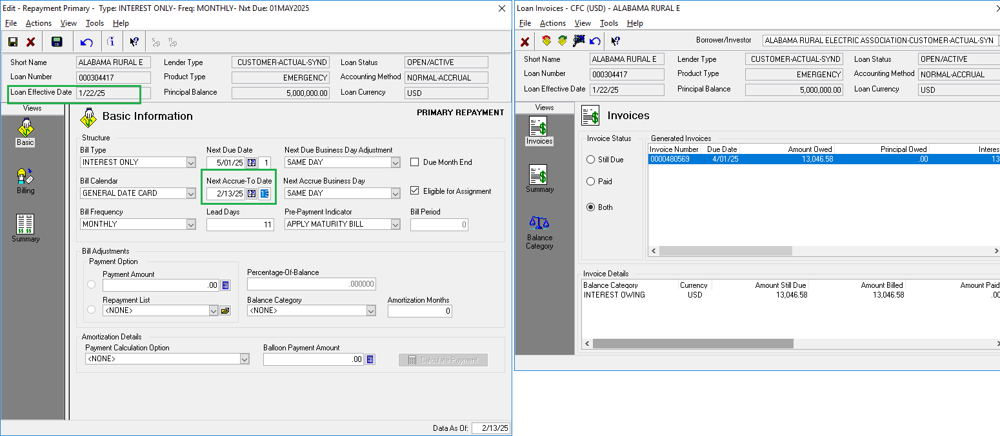 Edit - Repayment Primary - Type: INTEREST ONLY- Freq: MONTHLY- Nxt Due: 01MAY2025
File Actions View Tools Help
Short Name ALABAMA RURAL E Lender Type CUSTOMER-ACTUAL-SYND Loan Status OPEN/ACTIVE
Loan Number 000304417 Product Type EMERGENCY Accounting Method NORMAL-ACCRUAL
Loan Effective Date 1/22/25 Principal Balance 5,000,000.00 Loan Currency USD
Views
Basic
Billing
Summary
Basic Information PRIMARY REPAYMENT
Structure
Bill Type Next Due Date Next Due Business Day Adjustment
INTEREST ONLY 5/01/25 1 SAME DAY Due Month End
Bill Calendar Next Accrue-To Date Next Accrue Business Day
GENERAL DATE CARD 2/13/25 13 SAME DAY Eligible for Assignment
Bill Frequency Lead Days Pre-Payment Indicator Bill Period
MONTHLY 11 APPLY MATURITY BILL 0
Bill Adjustments
Payment Option
Payment Amount Percentage-Of-Balance
.00 .000000
Repayment List Balance Category Amortization Months
<NONE> <NONE> 0
Amortization Details
Payment Calculation Option Balloon Payment Amount
<NONE> .00 Calculate Payment
Data As Of: 2/13/25
Loan Invoices - CFC (USD) - ALABAMA RURAL E
File Actions View Tools Help
Borrower/Investor ALABAMA RURAL ELECTRIC ASSOCIATION-CUSTOMER-ACTUAL-SYN
Short Name ALABAMA RURAL E Lender Type CUSTOMER-ACTUAL-SYND Loan Status OPEN/ACTIVE
Loan Number 000304417 Product Type EMERGENCY Accounting Method NORMAL-ACCRUAL
Loan Effective Date 1/22/25 Principal Balance 5,000,000.00 Loan Currency USD
Views
Invoices
Summary
Balance
Category
Invoices
Invoice Status
Still Due
Paid
Both
Generated Invoices
Invoice Number Due Date Amount Owed Principal Owed Interes
0000480569 4/01/25 13,046.58 .00 13
Invoice Details
Balance Category Currency Amount Still Due Amount Billed Amount Paid
INTEREST OWING USD 13,046.58 13,046.58 .00